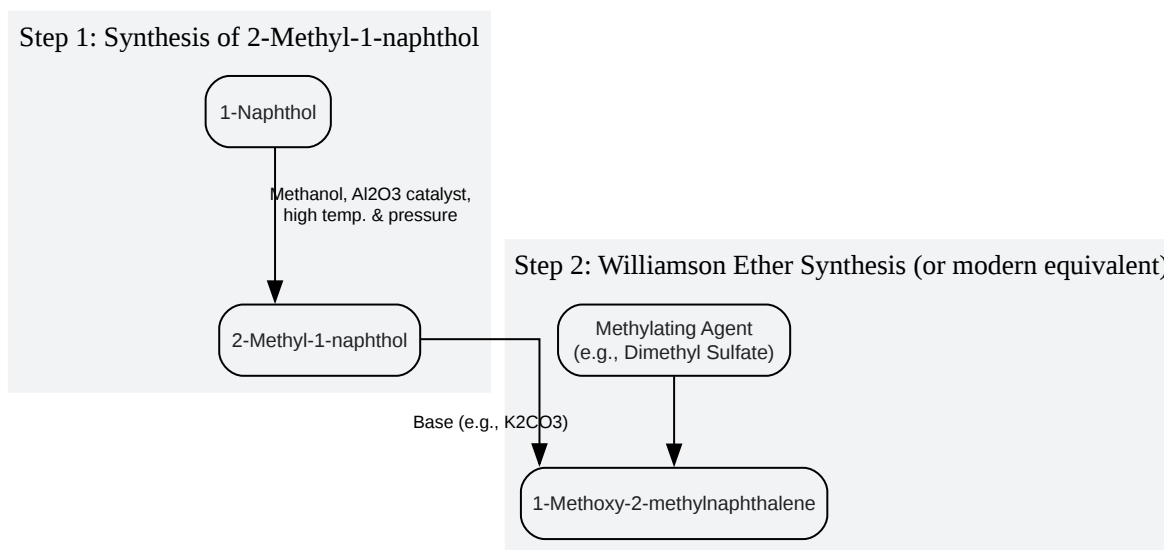 Step 1: Synthesis of 2-Methyl-1-naphthol
1-Naphthol
Methanol, Al2O3 catalyst,
high temp. & pressure
2-Methyl-1-naphthol
Step 2: Williamson Ether Synthesis (or modern equivalent)
Methylating Agent
(e.g., Dimethyl Sulfate)
Base (e.g., K2CO3)
1-Methoxy-2-methylnaphthalene